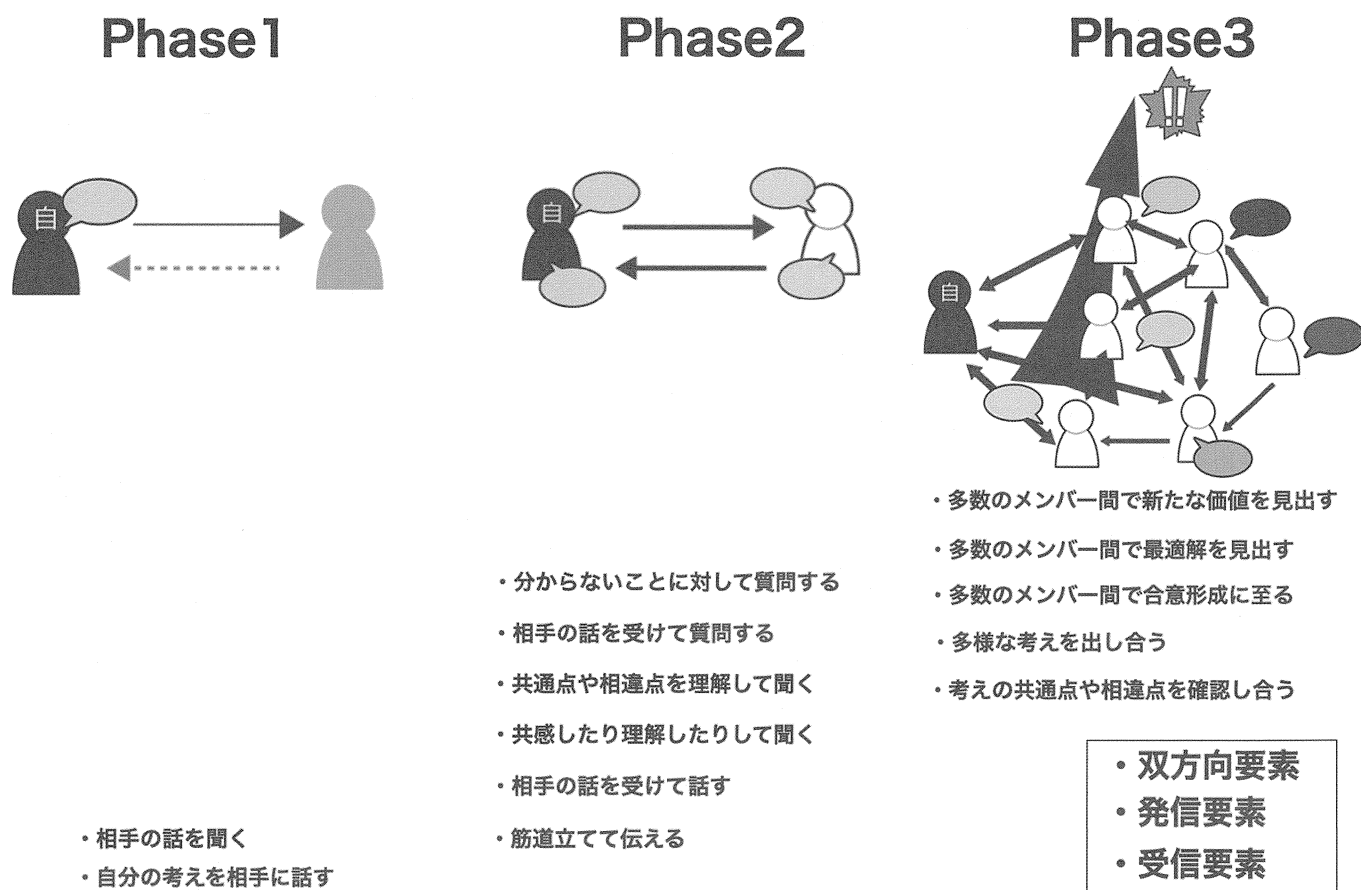 Phase1
Phase2
Phase3
自
自
自
!!
・相手の話を聞く
・自分の考えを相手に話す
・分からないことに対して質問する
・相手の話を受けて質問する
・共通点や相違点を理解して聞く
・共感したり理解したりして聞く
・相手の話を受けて話す
・筋道立てて伝える
・多数のメンバー間で新たな価値を見出す
・多数のメンバー間で最適解を見出す
・多数のメンバー間で合意形成に至る
・多様な考えを出し合う
・考えの共通点や相違点を確認し合う
・双方向要素
・発信要素
・受信要素